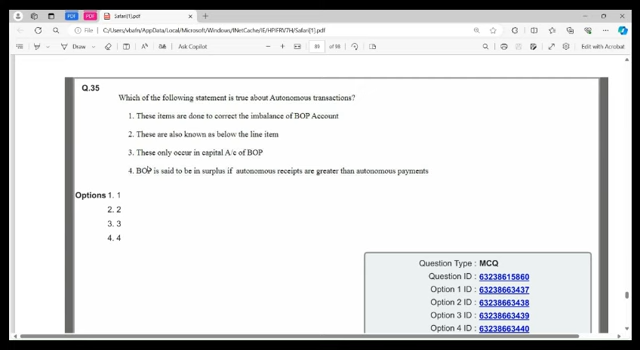 PDF
PDF
Safari[1].pdf
File
C:/Users/vbafn/AppData/Local/Microsoft/Windows/INetCache/IE/HPIFRV7H/Safari[1].pdf
Draw
Ask Copilot
of 98
Edit with Acrobat
Q.35
Which of the following statement is true about Autonomous transactions?
1. These items are done to correct the imbalance of BOP Account
2. These are also known as below the line item
3. These only occur in capital A/c of BOP
4. BOP is said to be in surplus if autonomous receipts are greater than autonomous payments
Options 1. 1
2. 2
3. 3
4. 4
Question Type : MCQ
Question ID : 63238615860
Option 1 ID : 63238663437
Option 2 ID : 63238663438
Option 3 ID : 63238663439
Option 4 ID : 63238663440